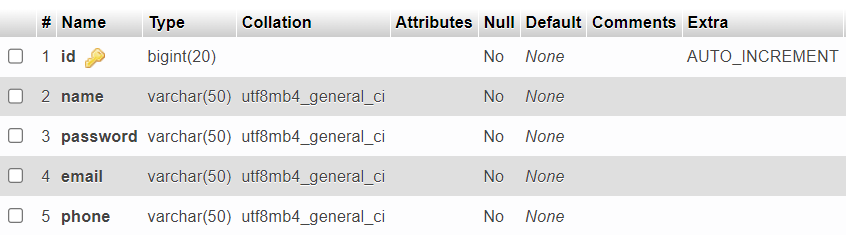 # Name Type Collation Attributes Null Default Comments Extra
1 id bigint(20) No None AUTO_INCREMENT
2 name varchar(50) utf8mb4_general_ci No None
3 password varchar(50) utf8mb4_general_ci No None
4 email varchar(50) utf8mb4_general_ci No None
5 phone varchar(50) utf8mb4_general_ci No None